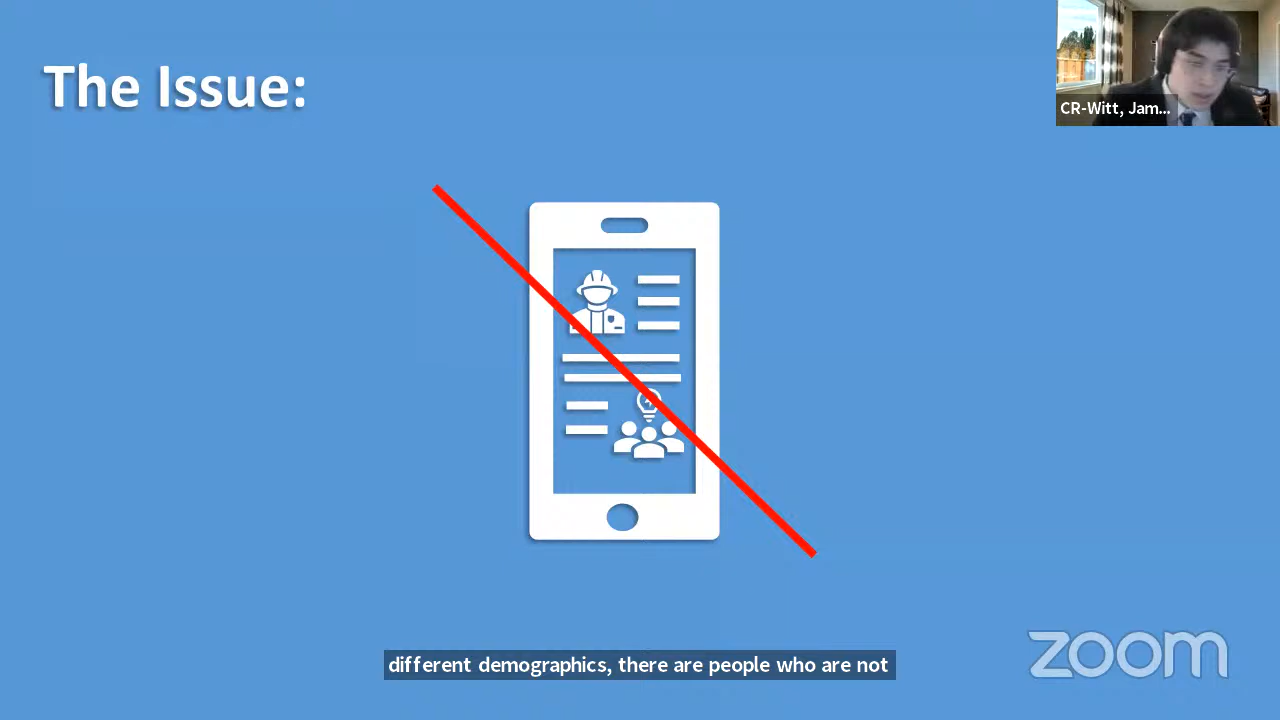 The Issue:
CR-Witt, Jam...
different demographics, there are people who are not
zoom